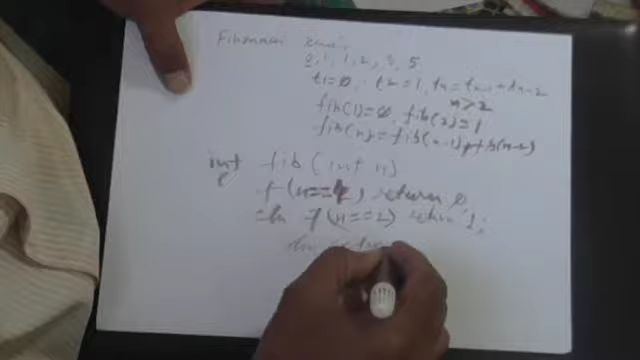 Fibonacci series
0, 1, 1, 2, 3, 5
t1=0, t2=1, tn=tn-1+tn-2
n>2
fib(1)=0, fib(2)=1
fib(n)=fib(n-1)+fib(n-2)
int fib(int n)
if(n==1) return 0
else if(n==2) return 1;
else